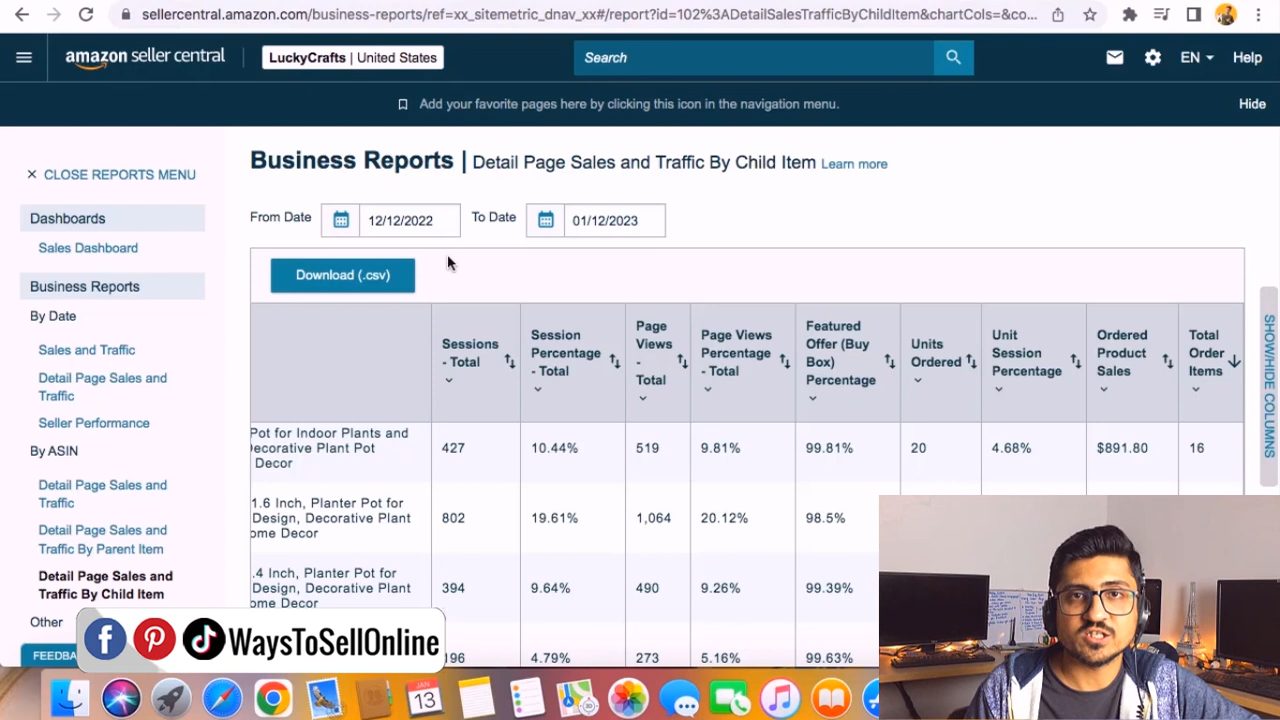 sellercentral.amazon.com/business-reports/ref=xx_sitemetric_dnav_xx#/report?id=102%3ADetailSalesTrafficByChildItem&chartCols=&co...
amazon seller central
LuckyCrafts | United States
Search
EN
Help
Add your favorite pages here by clicking this icon in the navigation menu.
Hide
CLOSE REPORTS MENU
Dashboards
Sales Dashboard
Business Reports
By Date
Sales and Traffic
Detail Page Sales and
Traffic
Seller Performance
By ASIN
Detail Page Sales and
Traffic
Detail Page Sales and
Traffic By Parent Item
Detail Page Sales and
Traffic By Child Item
Other
FEEDBA
Business Reports | Detail Page Sales and Traffic By Child Item Learn more
From Date 12/12/2022 To Date 01/12/2023
Download (.csv)
Sessions
- Total
Session
Percentage
- Total
Page
Views
-
Total
Page Views
Percentage
- Total
Featured
Offer (Buy
Box)
Percentage
Units
Ordered
Unit
Session
Percentage
Ordered
Product
Sales
Total
Order
Items
SHOW/HIDE COLUMNS
Pot for Indoor Plants and
Decorative Plant Pot
Decor
427 10.44% 519 9.81% 99.81% 20 4.68% $891.80 16
1.6 Inch, Planter Pot for
Design, Decorative Plant
ome Decor
802 19.61% 1,064 20.12% 98.5%
.4 Inch, Planter Pot for
Design, Decorative Plant
ome Decor
394 9.64% 490 9.26% 99.39%
196 4.79% 273 5.16% 99.63%
WaysToSellOnline
JAN
13